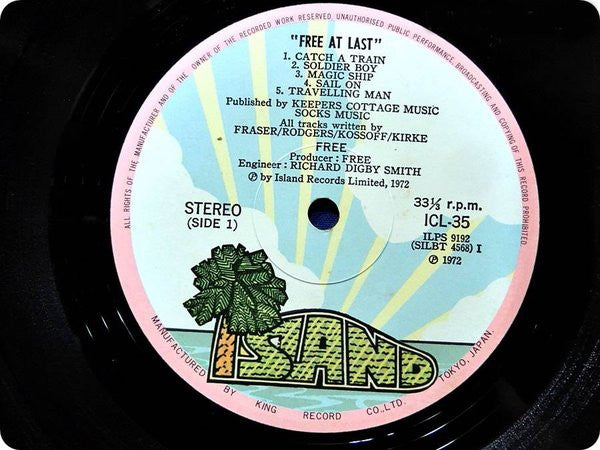 ALL RIGHTS OF THE MANUFACTURER AND OF THE OWNER OF THE RECORDED WORK RESERVED. UNAUTHORISED PUBLIC PERFORMANCE, BROADCASTING AND COPYING OF THIS RECORD PROHIBITED.
"FREE AT LAST"
1. CATCH A TRAIN
2. SOLDIER BOY
3. MAGIC SHIP
4. SAIL ON
5. TRAVELLING MAN
Published by KEEPERS COTTAGE MUSIC
SOCKS MUSIC
All tracks written by
FRASER/RODGERS/KOSSOFF/KIRKE
FREE
Producer : FREE
Engineer : RICHARD DIGBY SMITH
℗ by Island Records Limited, 1972
STEREO
(SIDE 1)
33⅓ r.p.m.
ICL-35
ILPS 9192
(SILBT 4568) I
℗ 1972
ISLAND
MANUFACTURED BY KING RECORD CO.,LTD. TOKYO, JAPAN.